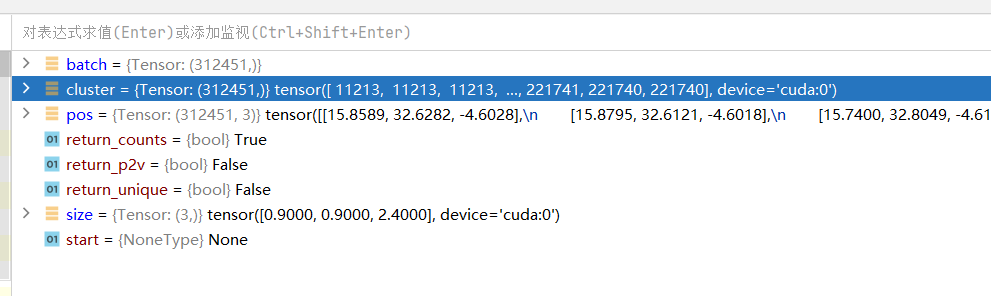 对表达式求值(Enter)或添加监视(Ctrl+Shift+Enter)
batch = {Tensor: (312451,)}
cluster = {Tensor: (312451,)} tensor([ 11213,  11213,  11213,  ..., 221741, 221740, 221740], device='cuda:0')
pos = {Tensor: (312451, 3)} tensor([[15.8589, 32.6282, -4.6028],\n        [15.8795, 32.6121, -4.6018],\n        [15.7400, 32.8049, -4.61
01 return_counts = {bool} True
01 return_p2v = {bool} False
01 return_unique = {bool} False
size = {Tensor: (3,)} tensor([0.9000, 0.9000, 2.4000], device='cuda:0')
01 start = {NoneType} None